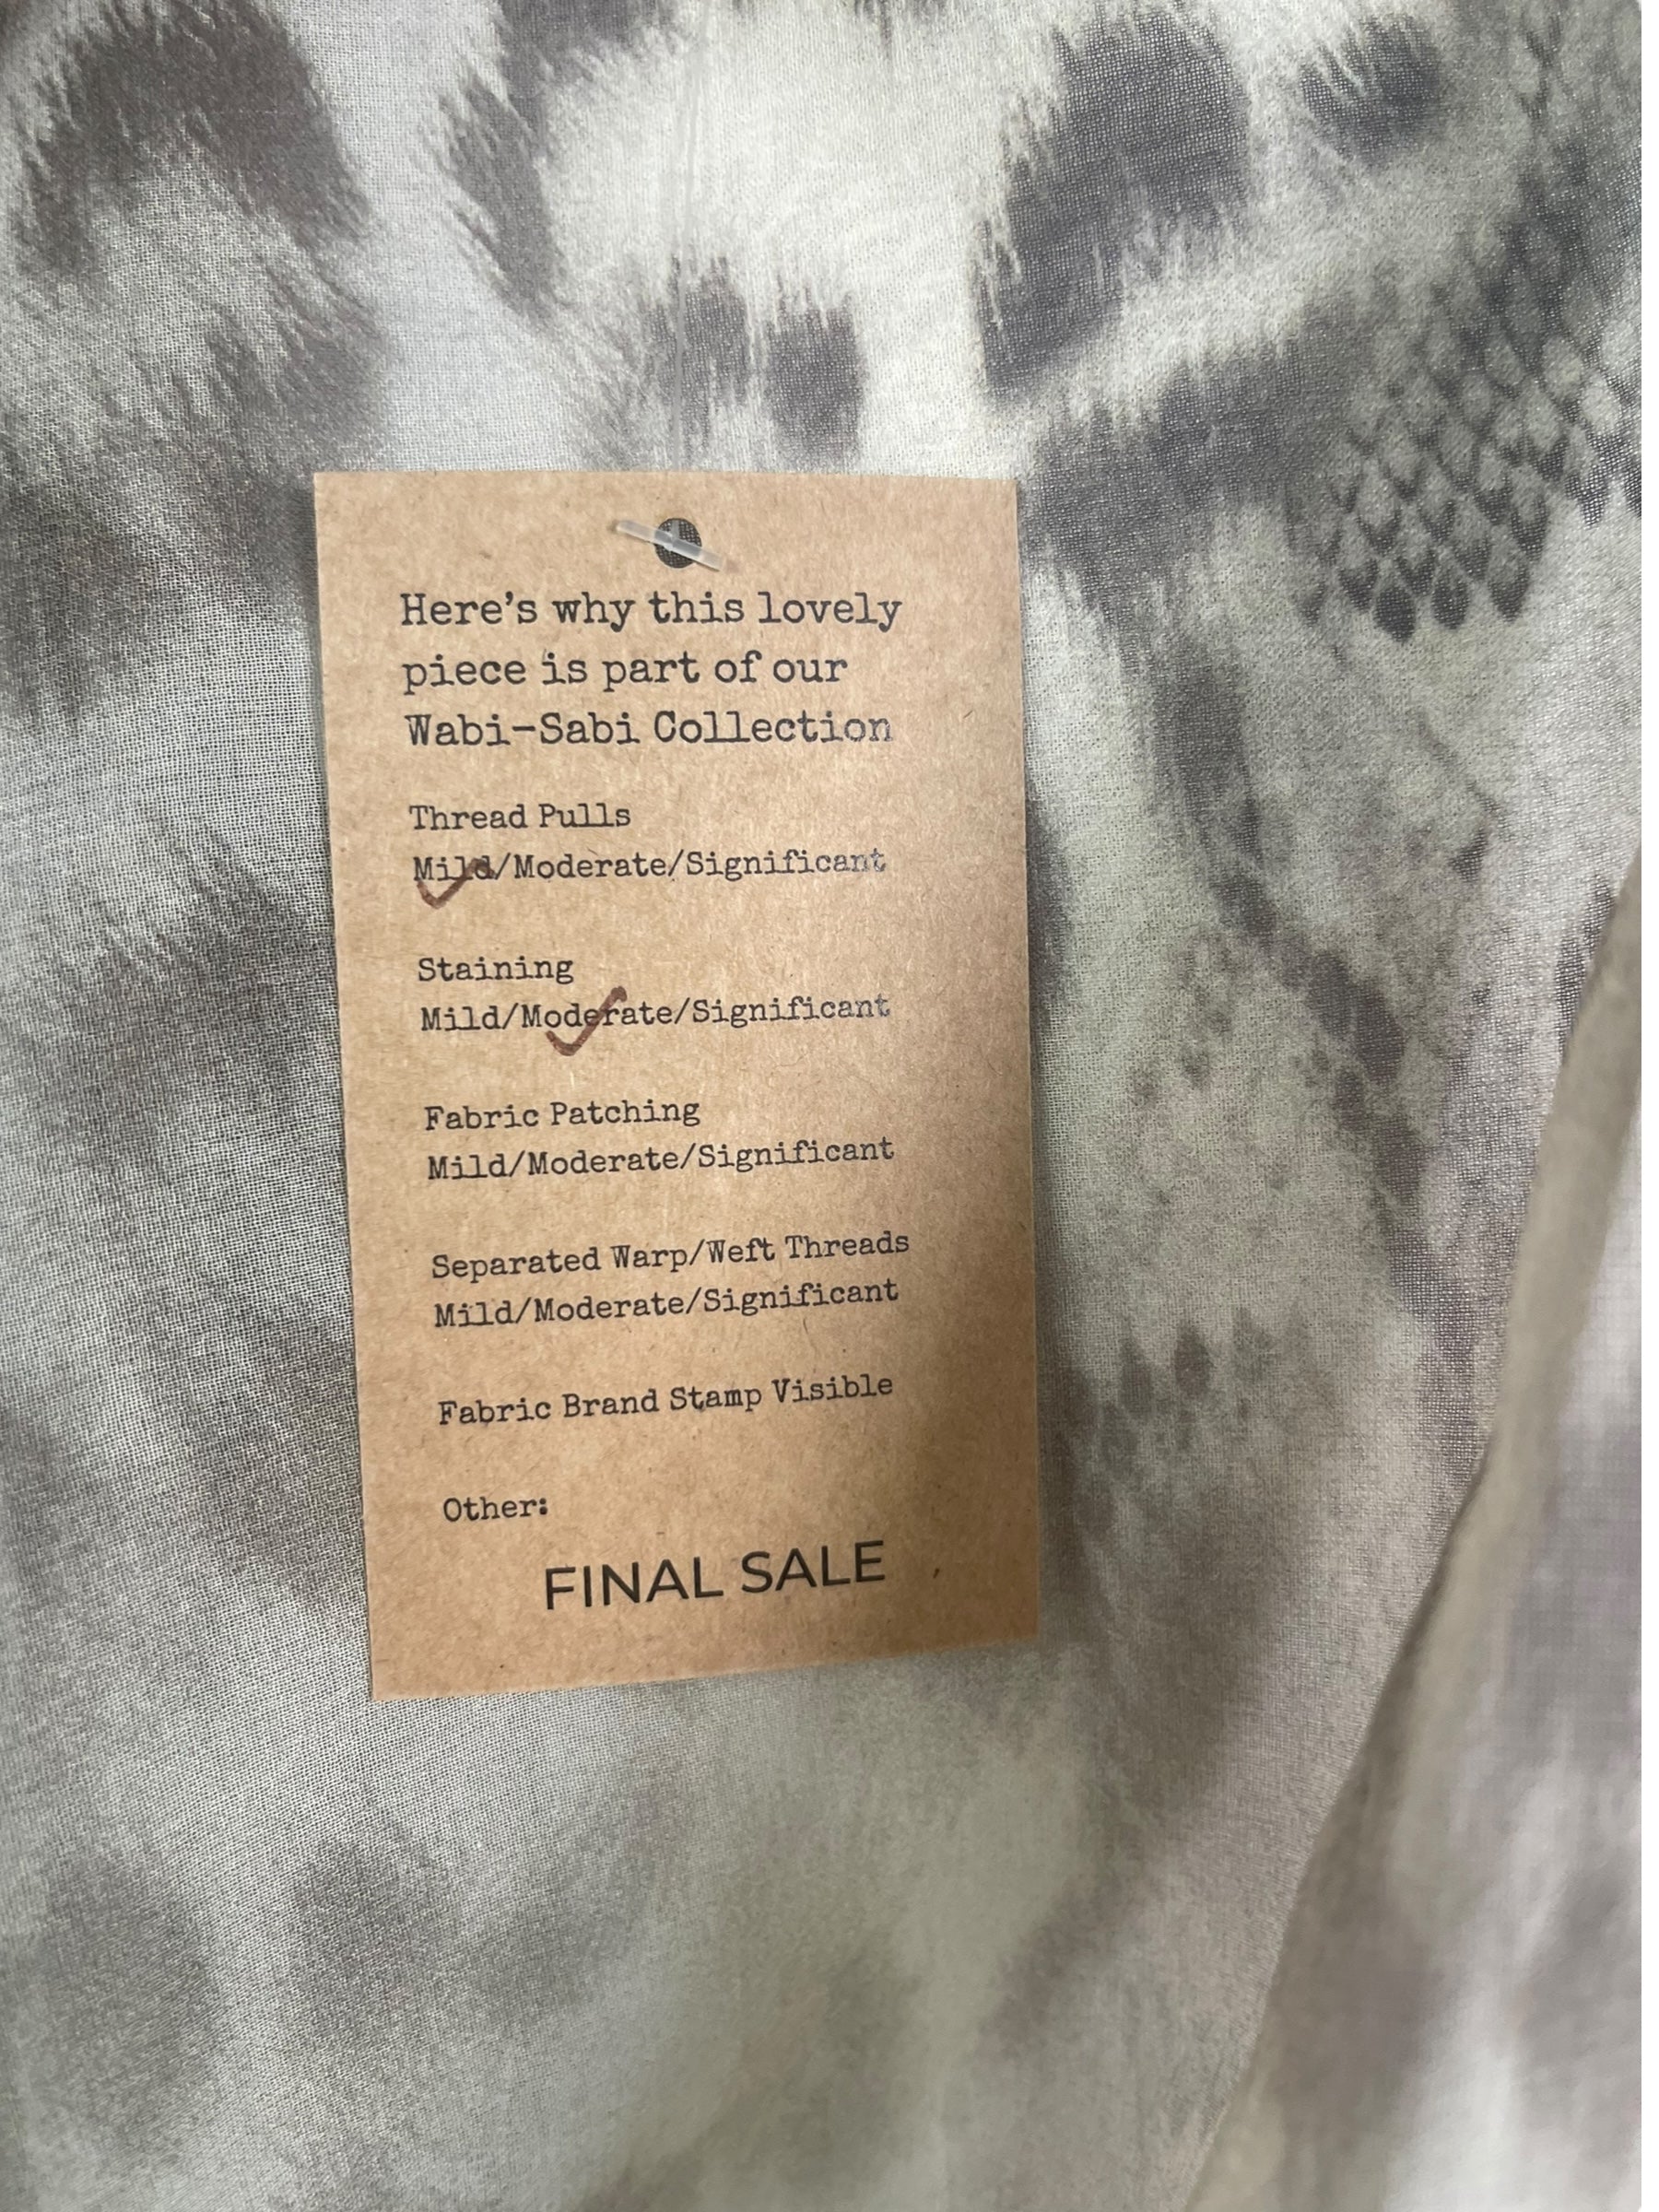 Here's why this lovely
piece is part of our
Wabi-Sabi Collection
Thread Pulls
Mild/Moderate/Significant
Staining
Mild/Moderate/Significant
Fabric Patching
Mild/Moderate/Significant
Separated Warp/Weft Threads
Mild/Moderate/Significant
Fabric Brand Stamp Visible
Other:
FINAL SALE